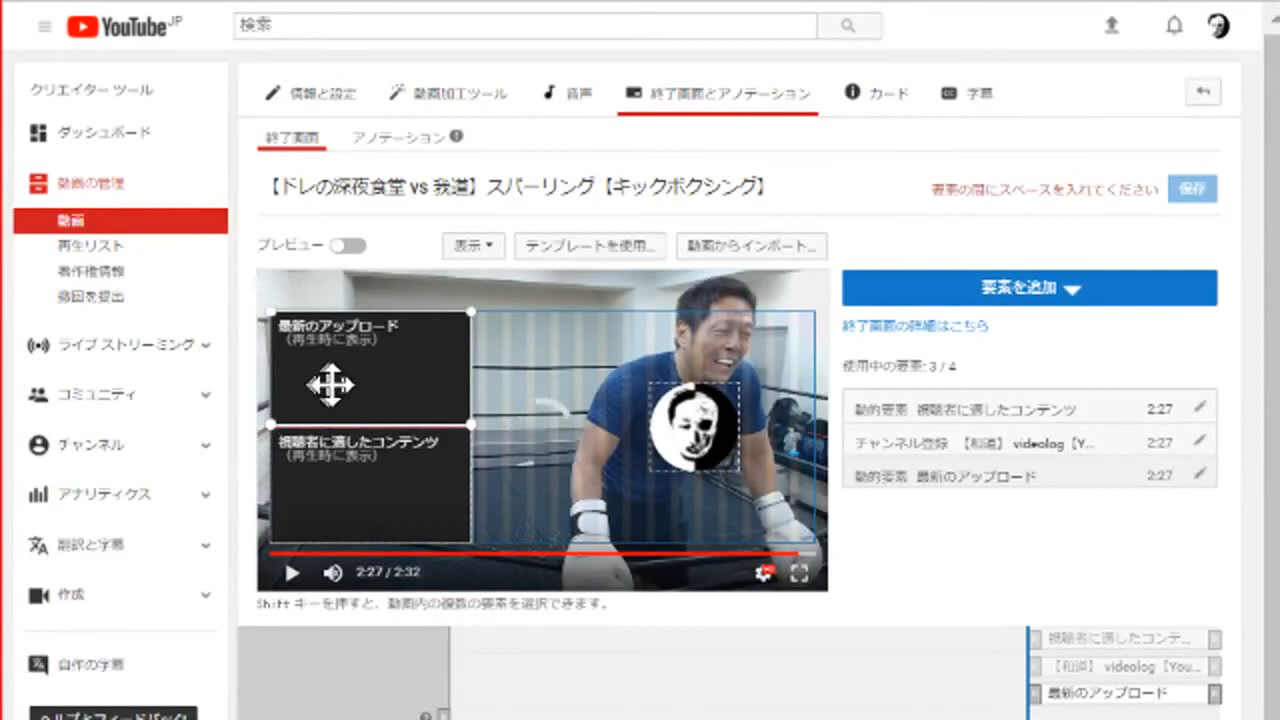 YouTube JP
検索
クリエイター ツール
ダッシュボード
動画の管理
動画
再生リスト
著作権情報
撤回を提出
ライブ ストリーミング
コミュニティ
チャンネル
アナリティクス
翻訳と字幕
作成
自作の字幕
ヘルプとフィードバック
情報と設定
動画加工ツール
音声
終了画面とアノテーション
カード
字幕
終了画面
アノテーション
【ドレの深夜食堂 vs 我道】スパーリング【キックボクシング】
要素の間にスペースを入れてください
保存
プレビュー
表示
テンプレートを使用...
動画からインポート...
最新のアップロード
(再生時に表示)
視聴者に適したコンテンツ
(再生時に表示)
2:27 / 2:32
Shift キーを押すと、動画内の複数の要素を選択できます。
要素を追加
終了画面の詳細はこちら
使用中の要素: 3 / 4
動的要素 視聴者に適したコンテンツ 2:27
チャンネル登録 【和道】 videolog【Y... 2:27
動的要素 最新のアップロード 2:27
視聴者に適したコンテ...
【和道】 videolog【You...
最新のアップロード